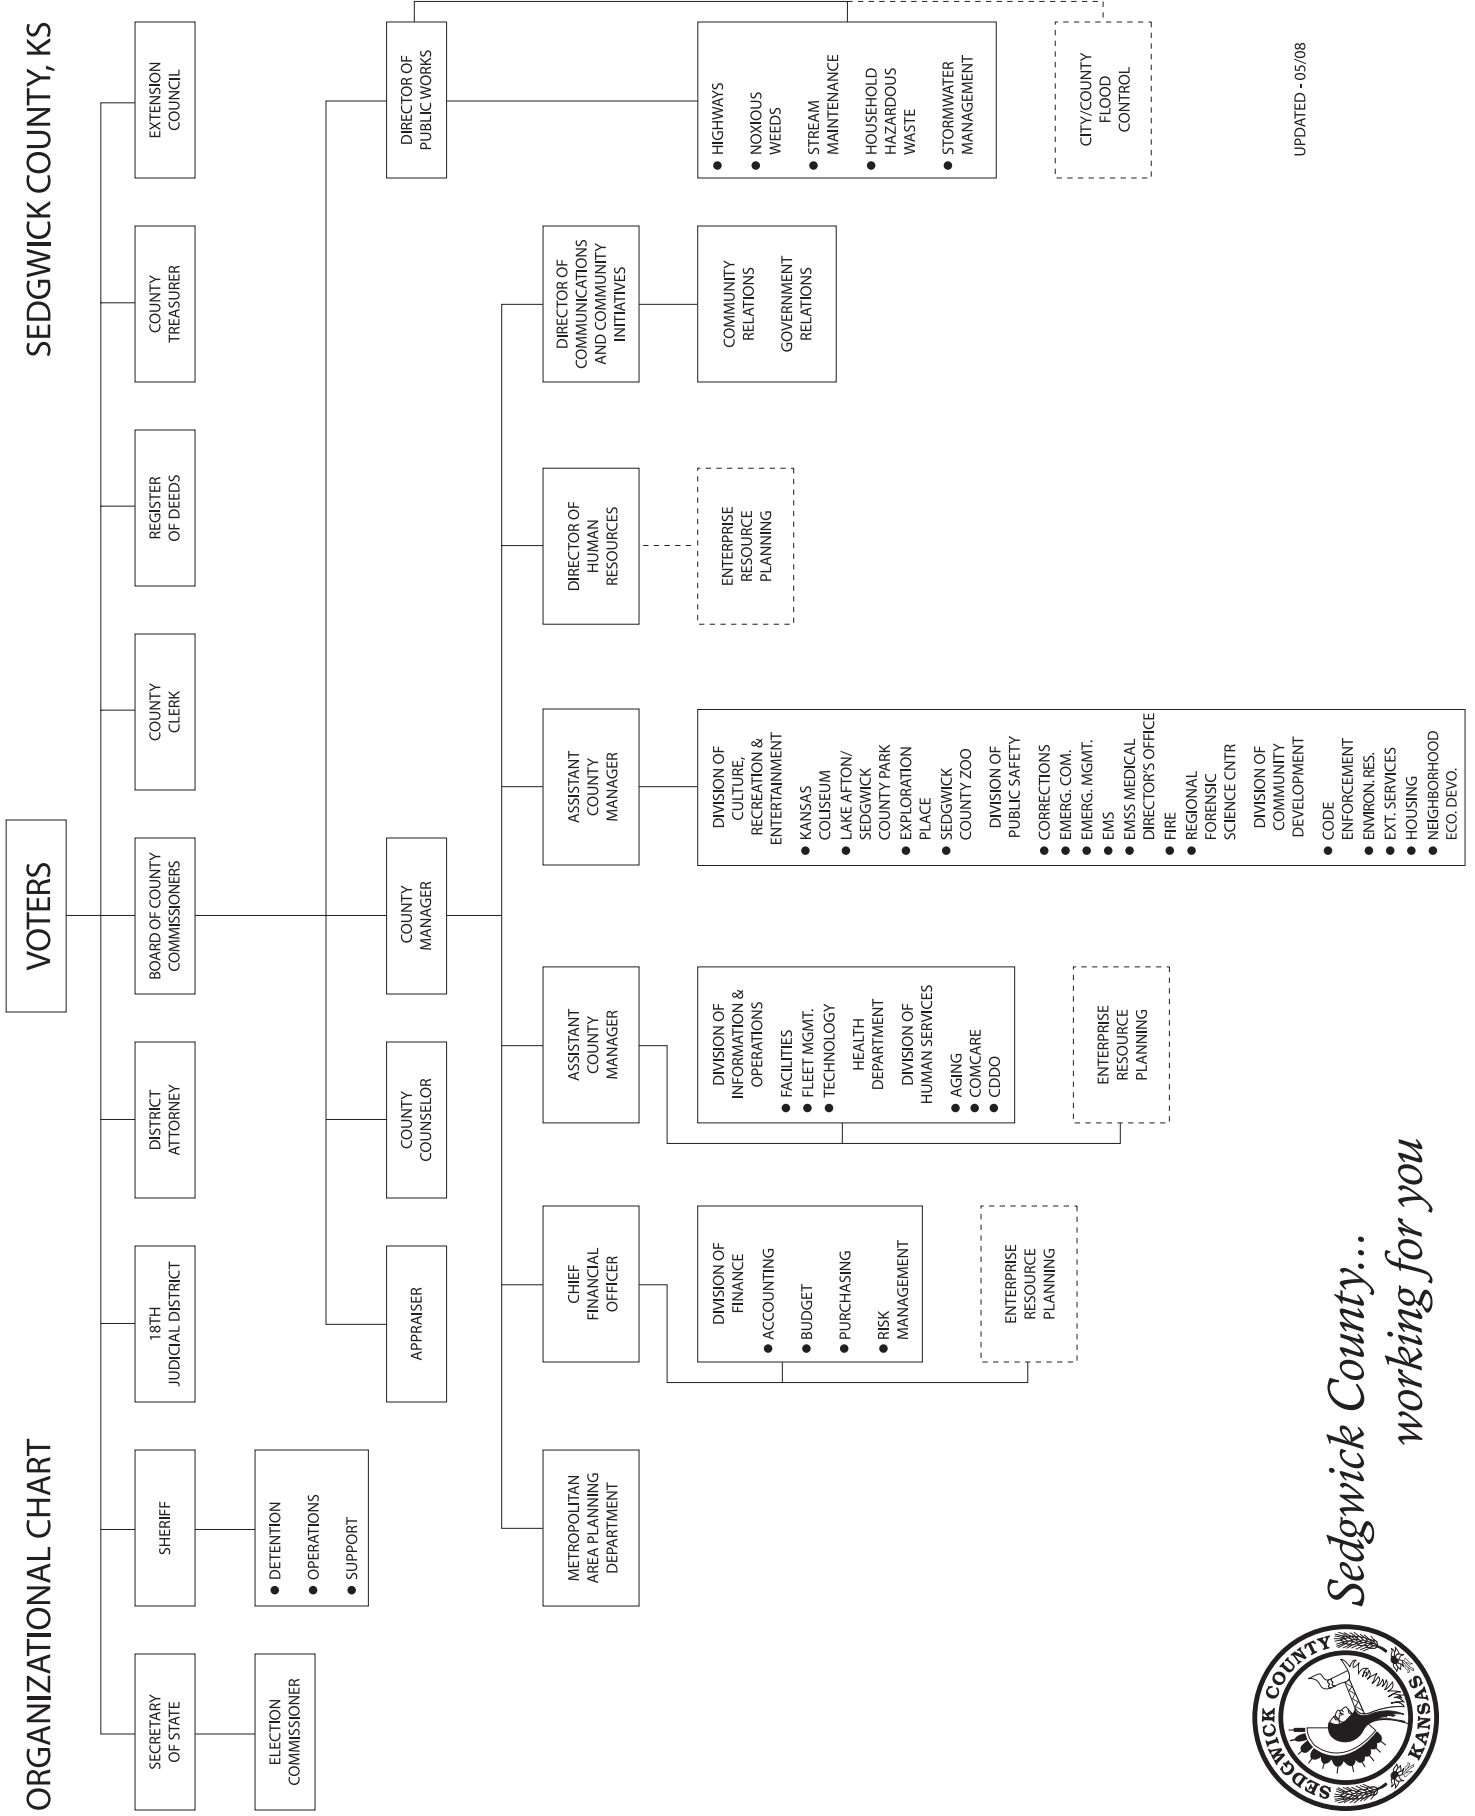 ORGANIZATIONAL CHART
SEDGWICK COUNTY, KS
VOTERS
SECRETARY
OF STATE
SHERIFF
18TH
JUDICIAL DISTRICT
DISTRICT
ATTORNEY
BOARD OF COUNTY
COMMISSIONERS
COUNTY
CLERK
REGISTER
OF DEEDS
COUNTY
TREASURER
EXTENSION
COUNCIL
ELECTION
COMMISSIONER
● DETENTION
● OPERATIONS
● SUPPORT
APPRAISER
COUNTY
COUNSELOR
COUNTY
MANAGER
DIRECTOR OF
PUBLIC WORKS
METROPOLITAN
AREA PLANNING
DEPARTMENT
CHIEF
FINANCIAL
OFFICER
ASSISTANT
COUNTY
MANAGER
ASSISTANT
COUNTY
MANAGER
DIRECTOR OF
HUMAN
RESOURCES
DIRECTOR OF
COMMUNICATIONS
AND COMMUNITY
INITIATIVES
DIVISION OF
FINANCE
● ACCOUNTING
● BUDGET
● PURCHASING
● RISK
MANAGEMENT
ENTERPRISE
RESOURCE
PLANNING
DIVISION OF
INFORMATION &
OPERATIONS
● FACILITIES
● FLEET MGMT.
● TECHNOLOGY
HEALTH
DEPARTMENT
DIVISION OF
HUMAN SERVICES
● AGING
● COMCARE
● CDDO
ENTERPRISE
RESOURCE
PLANNING
DIVISION OF
CULTURE,
RECREATION &
ENTERTAINMENT
● KANSAS
COLISEUM
● LAKE AFTON/
SEDGWICK
COUNTY PARK
● EXPLORATION
PLACE
● SEDGWICK
COUNTY ZOO
DIVISION OF
PUBLIC SAFETY
● CORRECTIONS
● EMERG. COM.
● EMERG. MGMT.
● EMS
● EMSS MEDICAL
DIRECTOR'S OFFICE
● FIRE
● REGIONAL
FORENSIC
SCIENCE CNTR
DIVISION OF
COMMUNITY
DEVELOPMENT
● CODE
ENFORCEMENT
● ENVIRON. RES.
● EXT. SERVICES
● HOUSING
● NEIGHBORHOOD
ECO. DEVO.
ENTERPRISE
RESOURCE
PLANNING
COMMUNITY
RELATIONS
GOVERNMENT
RELATIONS
● HIGHWAYS
● NOXIOUS
WEEDS
● STREAM
MAINTENANCE
● HOUSEHOLD
HAZARDOUS
WASTE
● STORMWATER
MANAGEMENT
CITY/COUNTY
FLOOD
CONTROL
SEDGWICK COUNTY
KANSAS
Sedgwick County...
working for you
UPDATED - 05/08